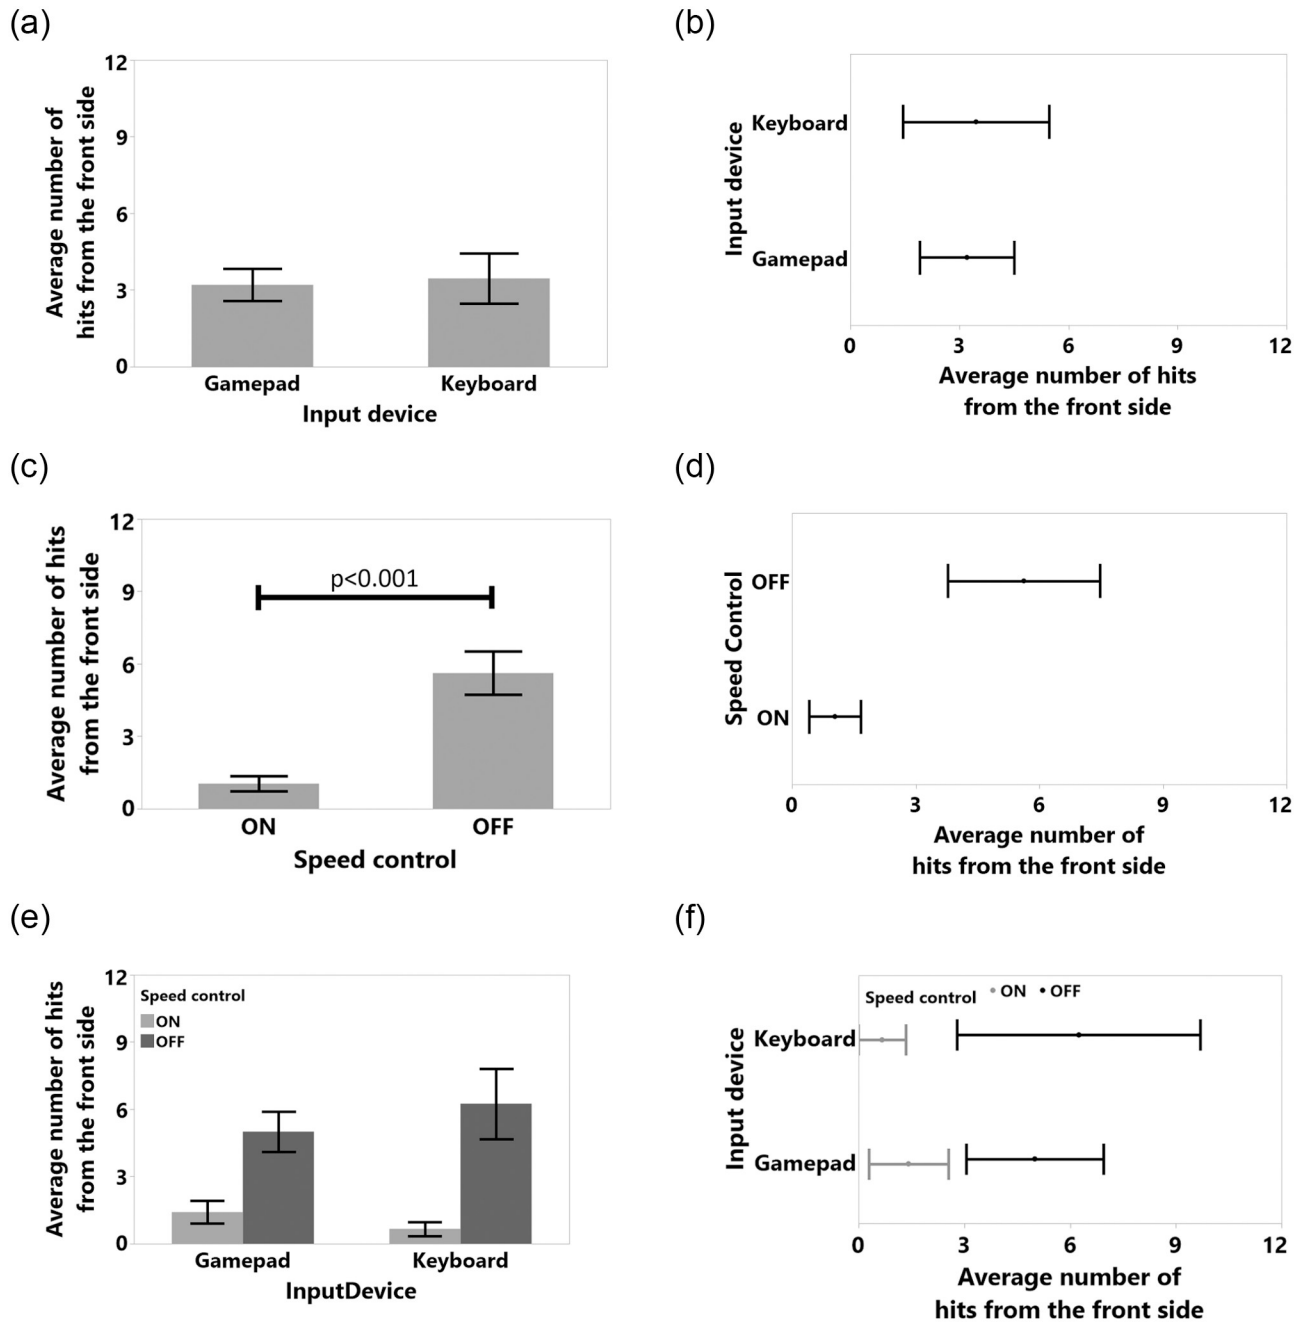 (a)
12
9
6
3
0
Average number of
hits from the front side
Gamepad
Keyboard
Input device
(b)
Input device
Keyboard
Gamepad
0 3 6 9 12
Average number of hits
from the front side
(c)
12
9
6
3
0
Average number of hits
from the front side
p<0.001
ON
OFF
Speed control
(d)
Speed Control
OFF
ON
0 3 6 9 12
Average number of
hits from the front side
(e)
12
9
6
3
0
Average number of hits
from the front side
Speed control
ON
OFF
Gamepad
Keyboard
InputDevice
(f)
Speed control ON OFF
Input device
Keyboard
Gamepad
0 3 6 9 12
Average number of
hits from the front side